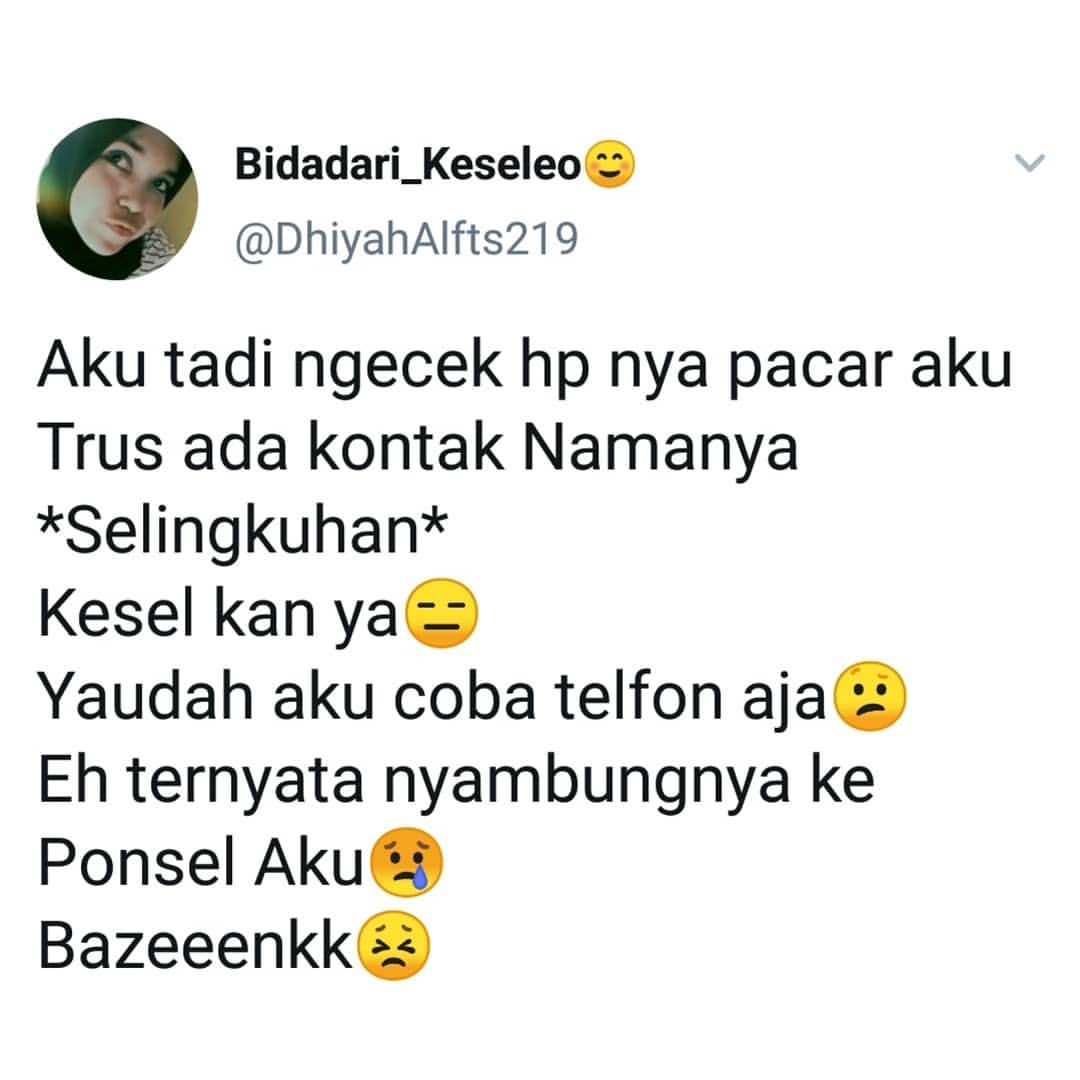 Bidadari_Keseleo😊
@DhiyahAlfts219
Aku tadi ngecek hp nya pacar aku
Trus ada kontak Namanya
*Selingkuhan*
Kesel kan ya😑
Yaudah aku coba telfon aja😕
Eh ternyata nyambungnya ke
Ponsel Aku😢
Bazeeenkk😣